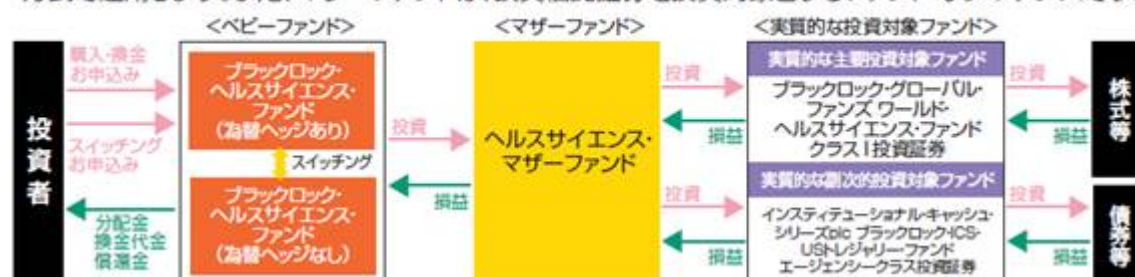 <ベビーファンド>
<マザーファンド>
<実質的な投資対象ファンド>
投資者
購入・換金
お申込み
スイッチング
お申込み
分配金
換金代金
償還金
ブラックロック・
ヘルスサイエンス・
ファンド
(為替ヘッジあり)
スイッチング
ブラックロック・
ヘルスサイエンス・
ファンド
(為替ヘッジなし)
投資
損益
ヘルスサイエンス・
マザーファンド
投資
損益
投資
損益
実質的な主要投資対象ファンド
ブラックロック・グローバル・
ファンズ ワールド・
ヘルスサイエンス・ファンド
クラスI投資証券
実質的な副次的投資対象ファンド
インスティテューショナル・キャッシュ・
シリーズplc ブラックロック・ICS・
USトレジャリー・ファンド
エージェンシークラス投資証券
投資
損益
投資
損益
株式等
債券等